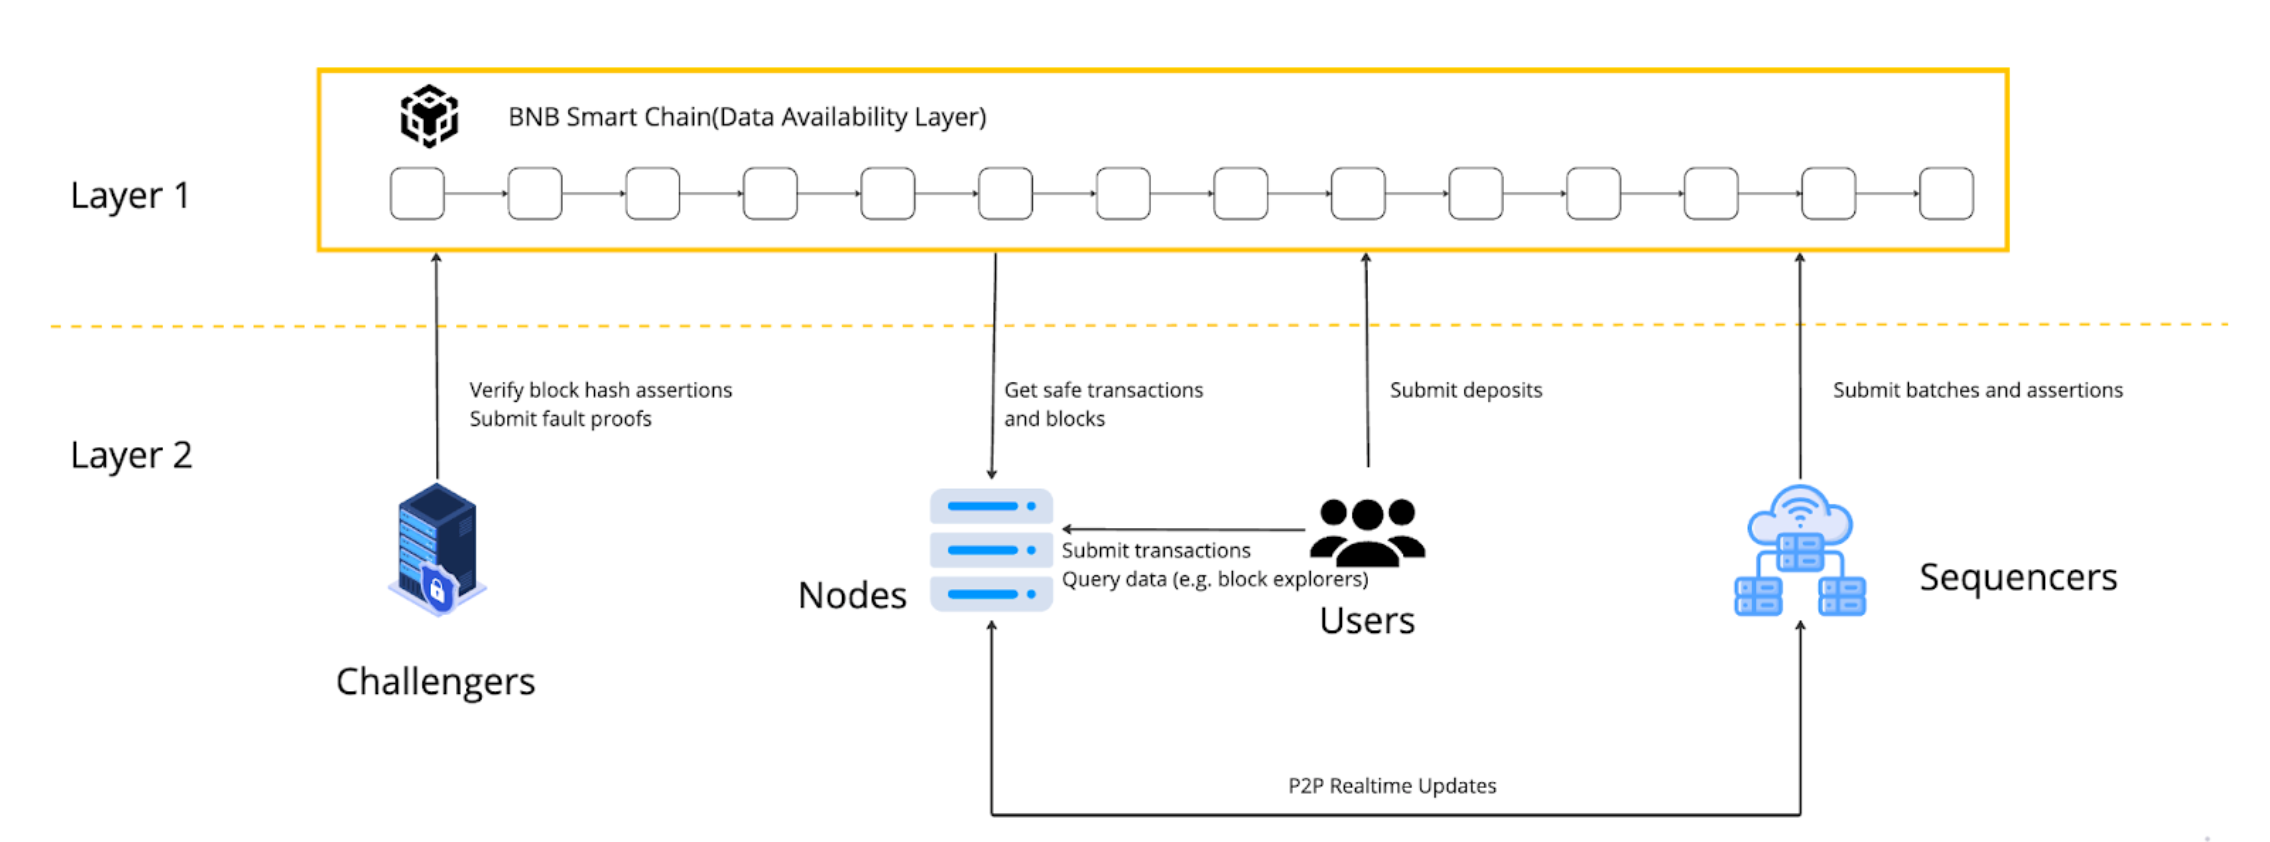 BNB Smart Chain(Data Availability Layer)
Layer 1
Verify block hash assertions
Submit fault proofs
Get safe transactions
and blocks
Submit deposits
Submit batches and assertions
Layer 2
Submit transactions
Query data (e.g. block explorers)
Nodes
Users
Sequencers
Challengers
P2P Realtime Updates